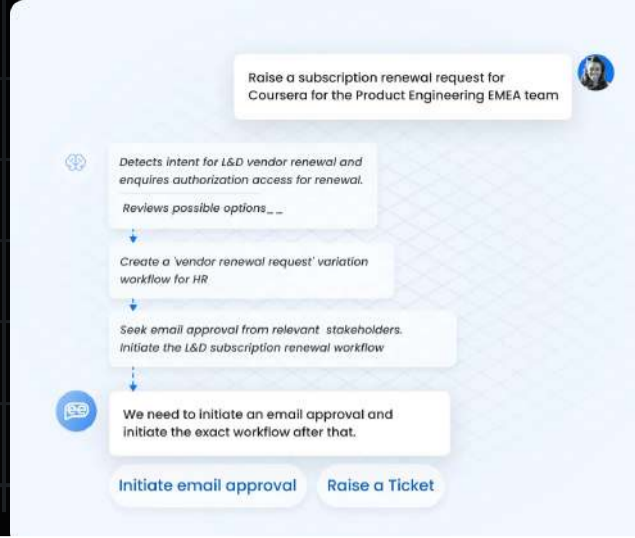 Raise a subscription renewal request for
Coursera for the Product Engineering EMEA team
Detects intent for L&D vendor renewal and
enquires authorization access for renewal.
Reviews possible options__
Create a 'vendor renewal request' variation
workflow for HR
Seek email approval from relevant stakeholders.
Initiate the L&D subscription renewal workflow
We need to initiate an email approval and
initiate the exact workflow after that.
Initiate email approval
Raise a Ticket